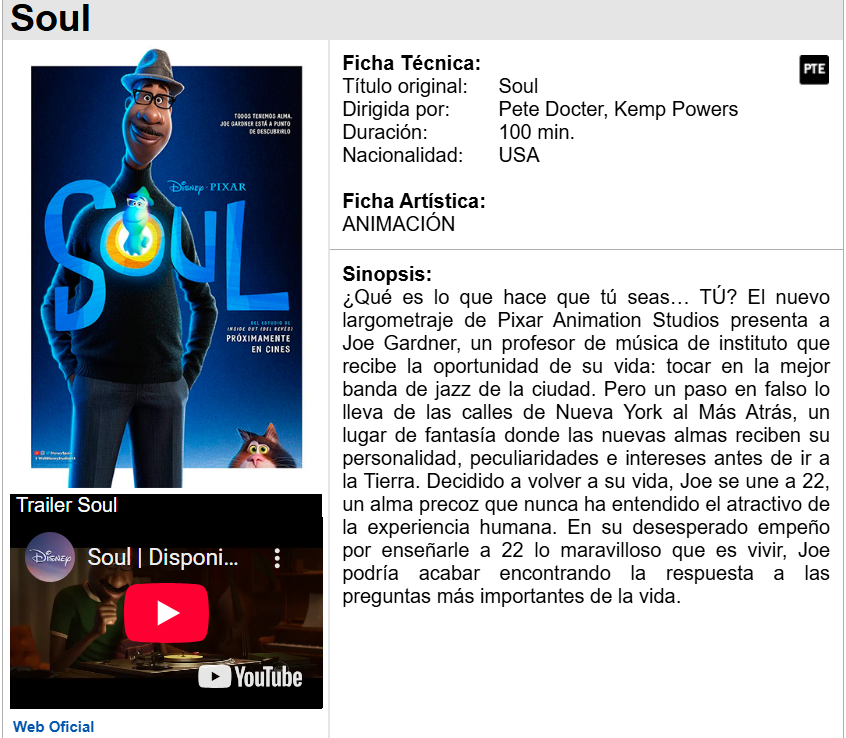 Soul
TODOS TENEMOS ALMA.
JOE GARDNER ESTÁ A PUNTO
DE DESCUBRIRLO
DISNEY · PIXAR
SOUL
DEL ESTUDIO DE
INSIDE OUT (DEL REVÉS)
PRÓXIMAMENTE
EN CINES
Trailer Soul
DISNEY
Soul | Disponi...
YouTube
Web Oficial
Ficha Técnica:
PTE
Título original: Soul
Dirigida por: Pete Docter, Kemp Powers
Duración: 100 min.
Nacionalidad: USA
Ficha Artística:
ANIMACIÓN
Sinopsis:
¿Qué es lo que hace que tú seas… TÚ? El nuevo
largometraje de Pixar Animation Studios presenta a
Joe Gardner, un profesor de música de instituto que
recibe la oportunidad de su vida: tocar en la mejor
banda de jazz de la ciudad. Pero un paso en falso lo
lleva de las calles de Nueva York al Más Atrás, un
lugar de fantasía donde las nuevas almas reciben su
personalidad, peculiaridades e intereses antes de ir a
la Tierra. Decidido a volver a su vida, Joe se une a 22,
un alma precoz que nunca ha entendido el atractivo de
la experiencia humana. En su desesperado empeño
por enseñarle a 22 lo maravilloso que es vivir, Joe
podría acabar encontrando la respuesta a las
preguntas más importantes de la vida.